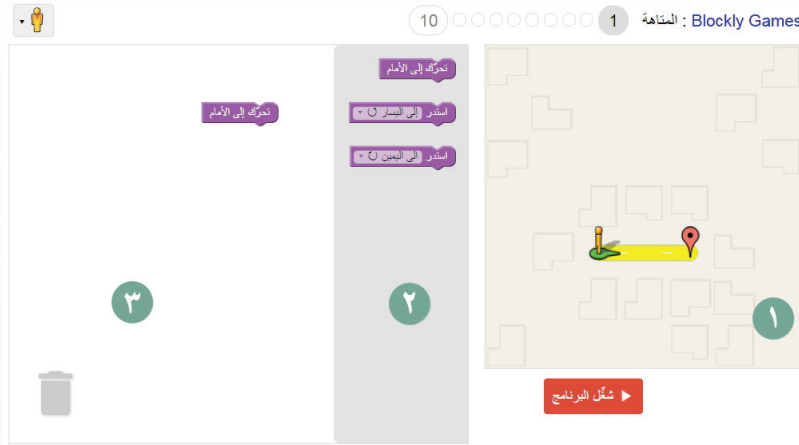 Blockly Games : المتاهة 1 10
تحرّك إلى الأمام
استدر إلى اليسار ↺
استدر إلى اليمين ↻
تحرّك إلى الأمام
١
٢
٣
شغّل البرنامج